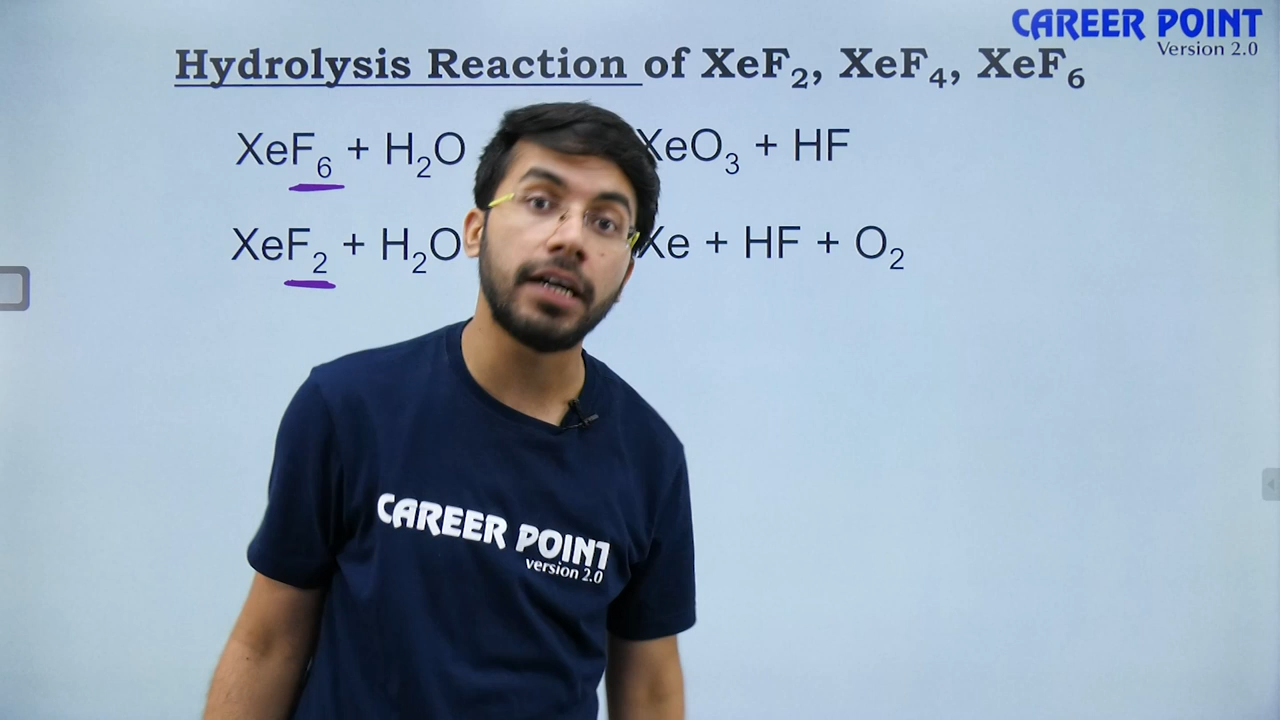 CAREER POINT
Version 2.0
Hydrolysis Reaction of XeF₂, XeF₄, XeF₆
XeF₆ + H₂O XeO₃ + HF
XeF₂ + H₂O Xe + HF + O₂
CAREER POINT
version 2.0